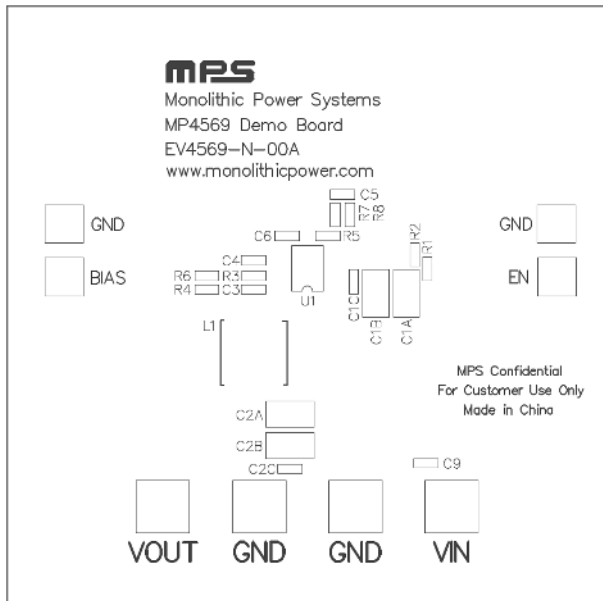 MPS
Monolithic Power Systems
MP4569 Demo Board
EV4569-N-00A
www.monolithicpower.com
C5
R7
R8
GND
GND
C6
R5
R2
R1
C4
BIAS
R6
R3
EN
R4
C3
U1
C1C
C1B
C1A
L1
MPS Confidential
For Customer Use Only
Made in China
C2A
C2B
C2C
C9
VOUT
GND
GND
VIN